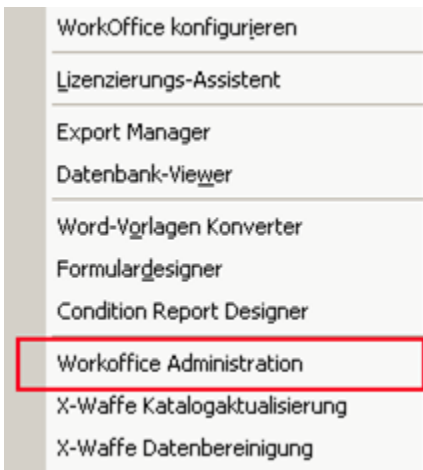 WorkOffice konfigurieren
Lizenzierungs-Assistent
Export Manager
Datenbank-Viewer
Word-Vorlagen Konverter
Formulardesigner
Condition Report Designer
Workoffice Administration
X-Waffe Katalogaktualisierung
X-Waffe Datenbereinigung